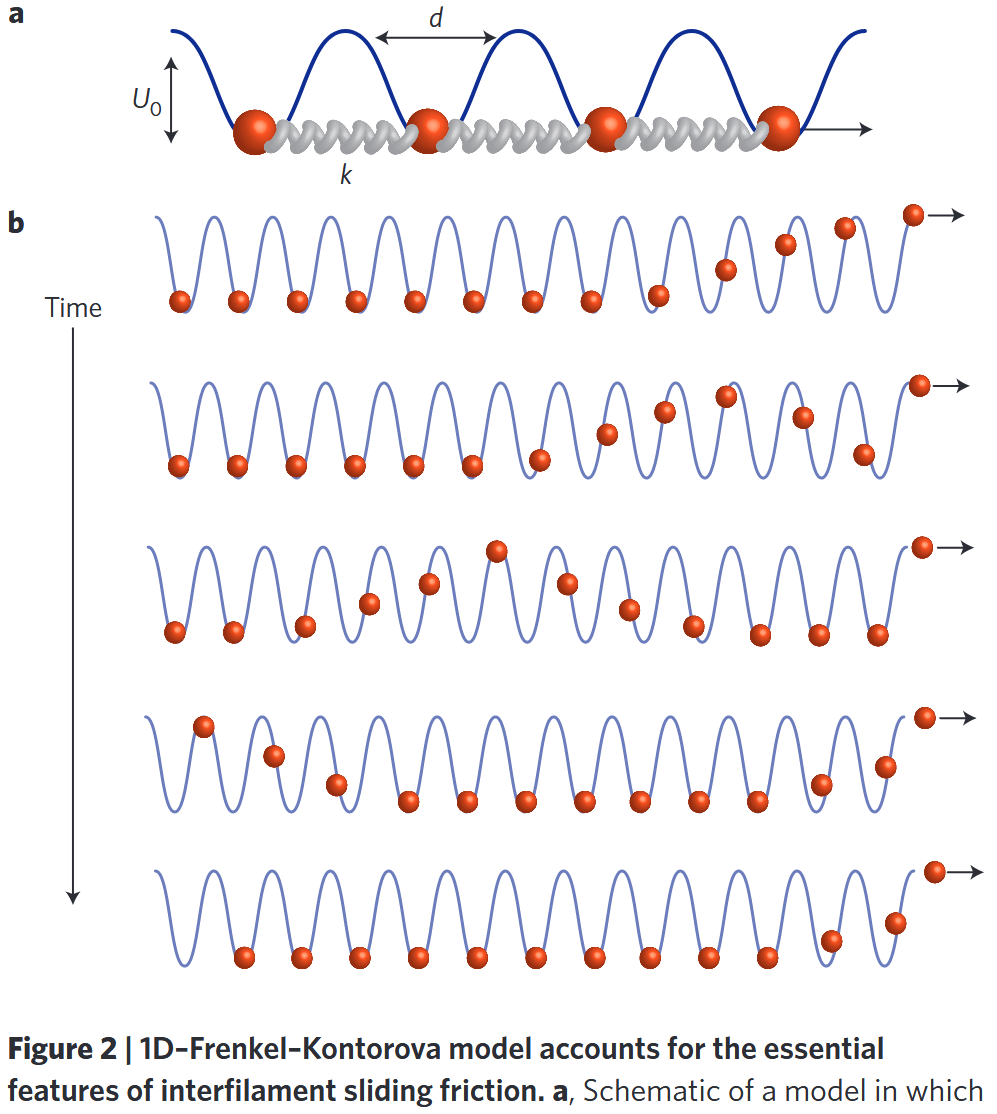 a
d
U0
k
b
Time
Figure 2 | 1D–Frenkel–Kontorova model accounts for the essential
features of interfilament sliding friction. a, Schematic of a model in which